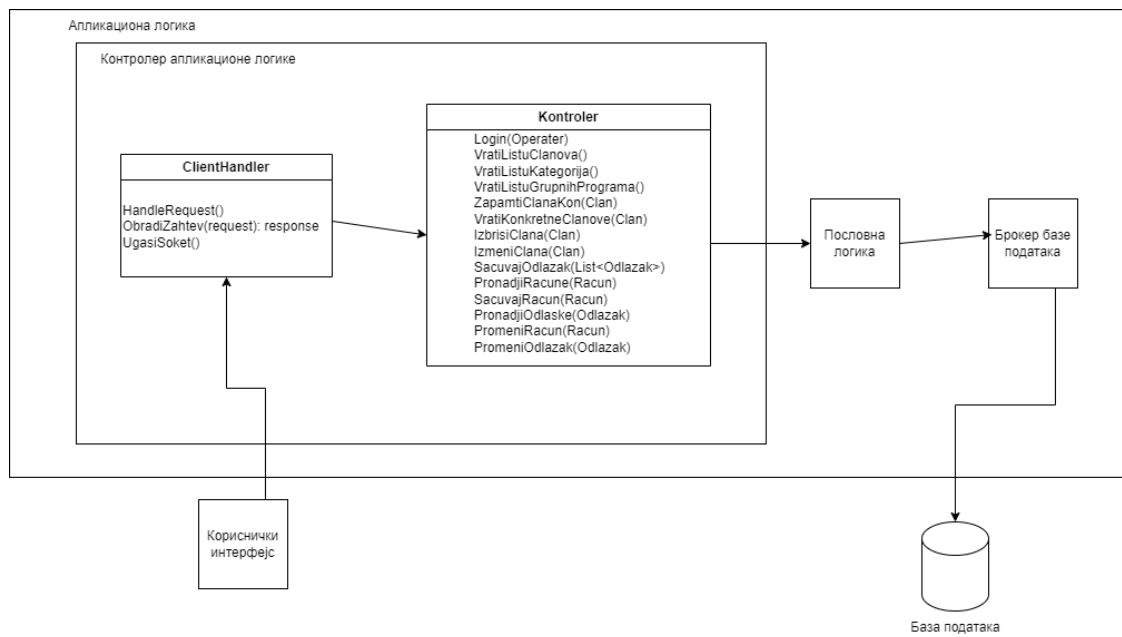 Апликациона логика
Контролер апликационе логике
Kontroler
Login(Operater)
VratiListuClanova()
VratiListuKategorija()
VratiListuGrupnihPrograma()
ZapamtiClanaKon(Clan)
VratiKonkretneClanove(Clan)
IzbrisiClana(Clan)
IzmeniClana(Clan)
SacuvajOdlazak(List<Odlazak>)
PronadjiRacune(Racun)
SacuvajRacun(Racun)
PronadjiOdlaske(Odlazak)
PromeniRacun(Racun)
PromeniOdlazak(Odlazak)
ClientHandler
HandleRequest()
ObradiZahtev(request): response
UgasiSoket()
Пословна
логика
Брокер базе
података
Кориснички
интерфејс
База података